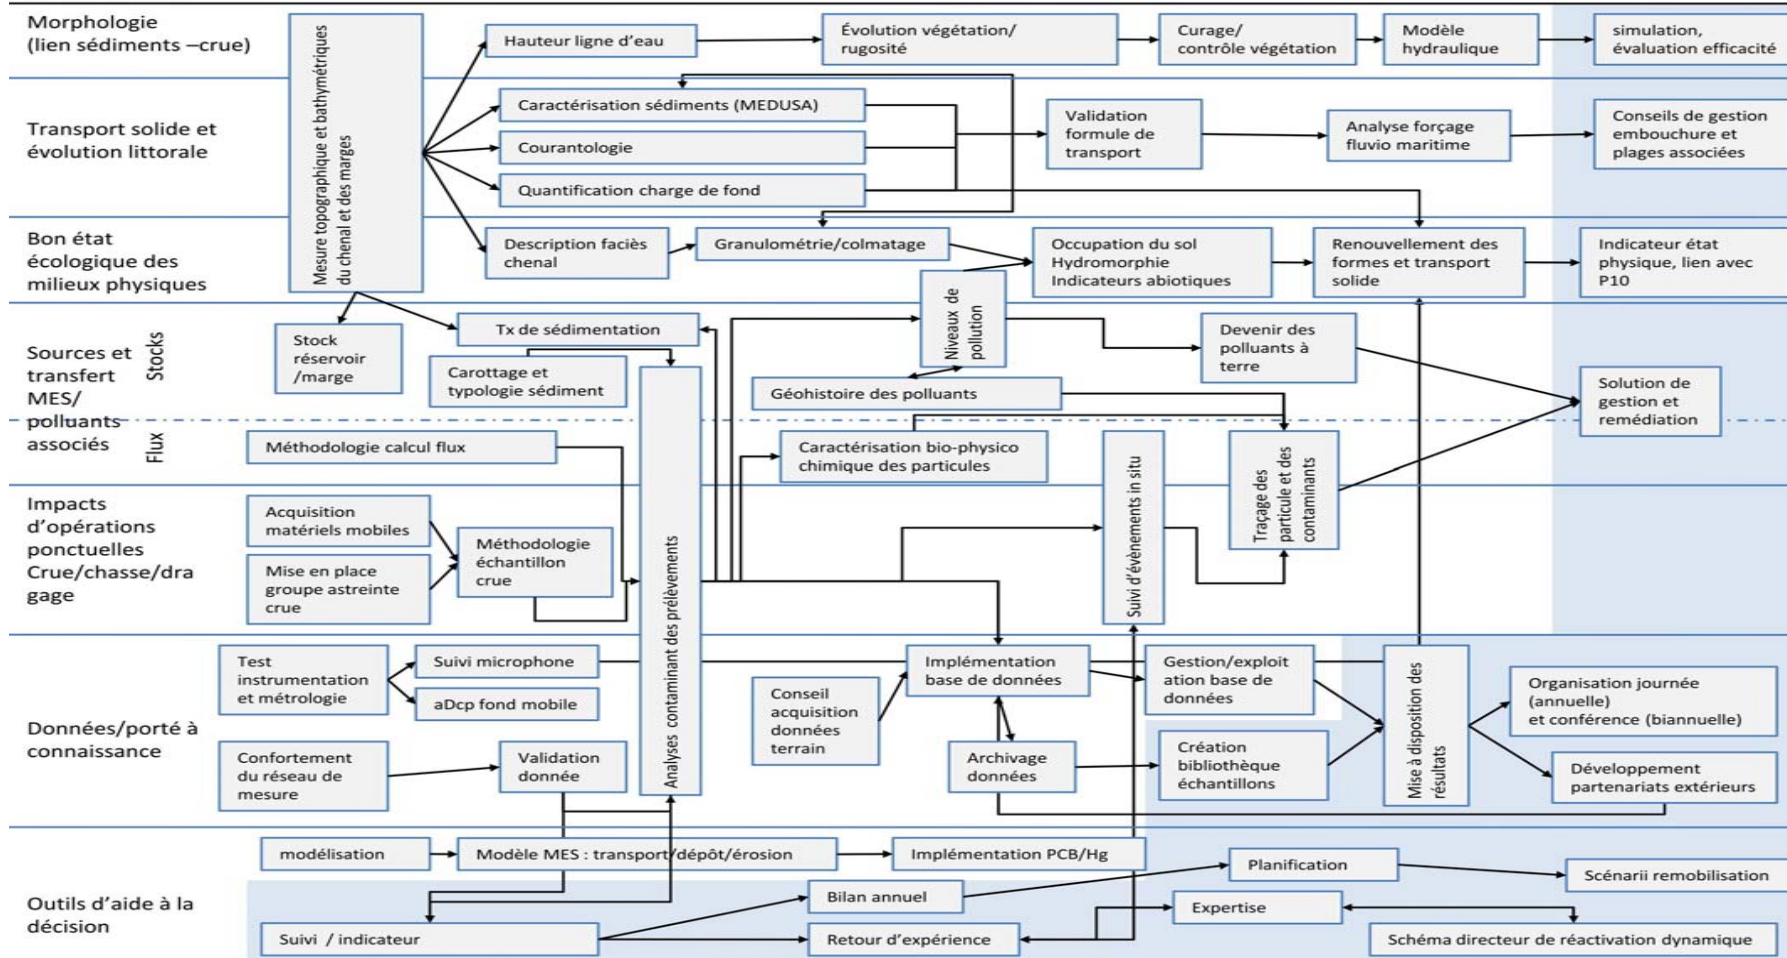 Morphologie
(lien sédiments –crue)
Mesure topographique et bathymétriques
du chenal et des marges
Hauteur ligne d’eau
Évolution végétation/
rugosité
Curage/
contrôle végétation
Modèle
hydraulique
simulation,
évaluation efficacité
Transport solide et
évolution littorale
Caractérisation sédiments (MEDUSA)
Courantologie
Quantification charge de fond
Validation
formule de
transport
Analyse forçage
fluvio maritime
Conseils de gestion
embouchure et
plages associées
Bon état
écologique des
milieux physiques
Description faciès
chenal
Granulométrie/colmatage
Occupation du sol
Hydromorphie
Indicateurs abiotiques
Renouvellement des
formes et transport
solide
Indicateur état
physique, lien avec
P10
Sources et
transfert
MES/
polluants
associés
Stocks
Flux
Stock
réservoir
/marge
Tx de sédimentation
Carottage et
typologie sédiment
Niveaux de
pollution
Géohistoire des polluants
Devenir des
polluants à
terre
Solution de
gestion et
remédiation
Méthodologie calcul flux
Caractérisation bio-physico
chimique des particules
Traçage des
particule et des
contaminants
Impacts
d’opérations
ponctuelles
Crue/chasse/dra
gage
Acquisition
matériels mobiles
Mise en place
groupe astreinte
crue
Méthodologie
échantillon
crue
Analyses contaminant des prélèvements
Suivi d’évènements in situ
Données/porté à
connaissance
Test
instrumentation
et métrologie
Suivi microphone
aDcp fond mobile
Confortement
du réseau de
mesure
Validation
donnée
Conseil
acquisition
données
terrain
Implémentation
base de données
Archivage
données
Gestion/exploit
ation base de
données
Création
bibliothèque
échantillons
Mise à disposition des
résultats
Organisation journée
(annuelle)
et conférence (biannuelle)
Développement
partenariats extérieurs
Outils d’aide à la
décision
modélisation
Modèle MES : transport/dépôt/érosion
Implémentation PCB/Hg
Suivi / indicateur
Bilan annuel
Retour d’expérience
Planification
Expertise
Scénarii remobilisation
Schéma directeur de réactivation dynamique